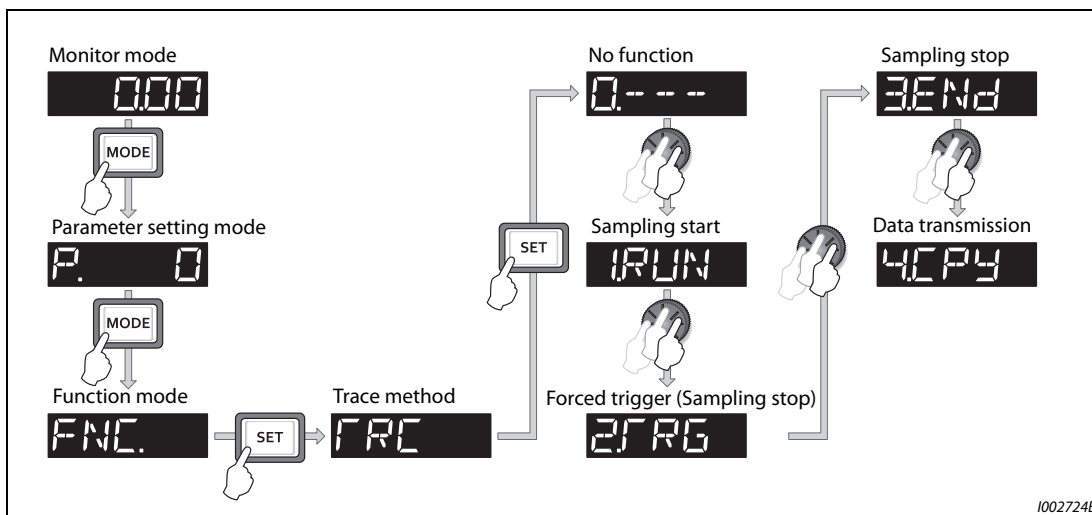 Monitor mode
0.00
MODE
Parameter setting mode
P. 0
MODE
Function mode
FNC.
SET
Trace method
TRC
SET
No function
0.---
Sampling start
1.RUN
Forced trigger (Sampling stop)
2.TRG
Sampling stop
3.ENd
Data transmission
4.CPY